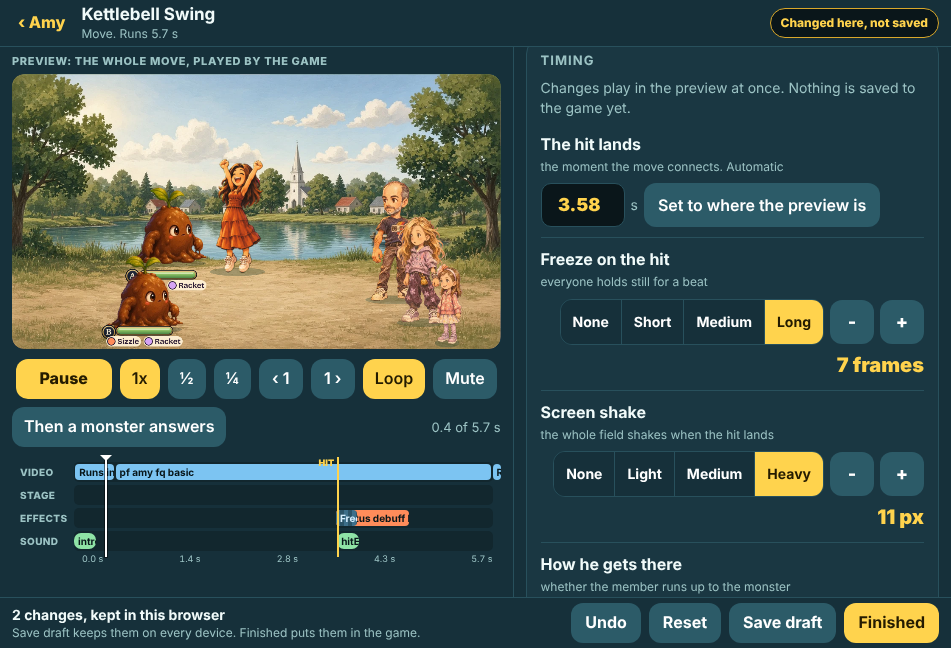 ‹ Amy
Kettlebell Swing
Move. Runs 5.7 s
Changed here, not saved
PREVIEW: THE WHOLE MOVE, PLAYED BY THE GAME
A
Racket
B
Sizzle Racket
Pause 1x ½ ¼ ‹ 1 1 › Loop Mute
Then a monster answers
0.4 of 5.7 s
HIT
VIDEO Runs in pf amy fq basic R
STAGE
EFFECTS Fre us debuff
SOUND intr hitE
0.0 s 1.4 s 2.8 s 4.3 s 5.7 s
TIMING
Changes play in the preview at once. Nothing is saved to
the game yet.
The hit lands
the moment the move connects. Automatic
3.58 s Set to where the preview is
Freeze on the hit
everyone holds still for a beat
None Short Medium Long - +
7 frames
Screen shake
the whole field shakes when the hit lands
None Light Medium Heavy - +
11 px
How he gets there
whether the member runs up to the monster
2 changes, kept in this browser
Save draft keeps them on every device. Finished puts them in the game.
Undo Reset Save draft Finished